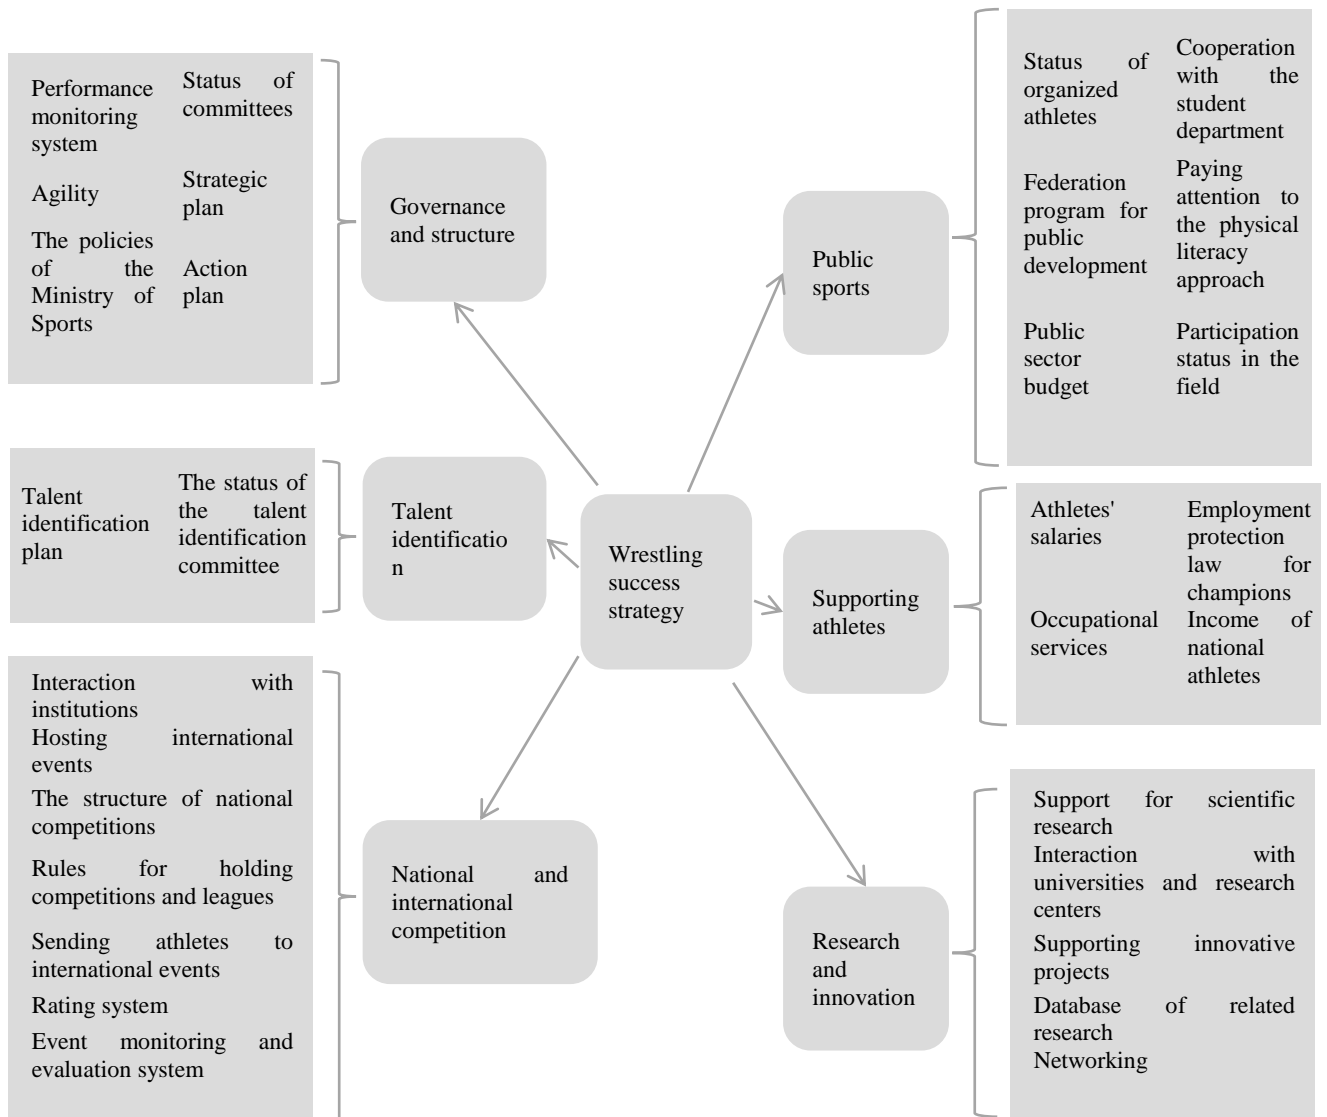 Performance
monitoring
system
Agility
The policies
of the
Ministry of
Sports
Status of
committees
Strategic
plan
Action
plan
Governance
and structure
Public
sports
Status of
organized
athletes
Federation
program for
public
development
Public
sector
budget
Cooperation
with the
student
department
Paying
attention to
the physical
literacy
approach
Participation
status in the
field
Talent
identification
plan
The status of
the talent
identification
committee
Talent
identificatio
n
Wrestling
success
strategy
Supporting
athletes
Athletes'
salaries
Occupational
services
Employment
protection
law for
champions
Income of
national
athletes
Interaction with
institutions
Hosting international
events
The structure of national
competitions
Rules for holding
competitions and leagues
Sending athletes to
international events
Rating system
Event monitoring and
evaluation system
National and
international
competition
Research
and
innovation
Support for scientific
research
Interaction with
universities and research
centers
Supporting innovative
projects
Database of related
research
Networking